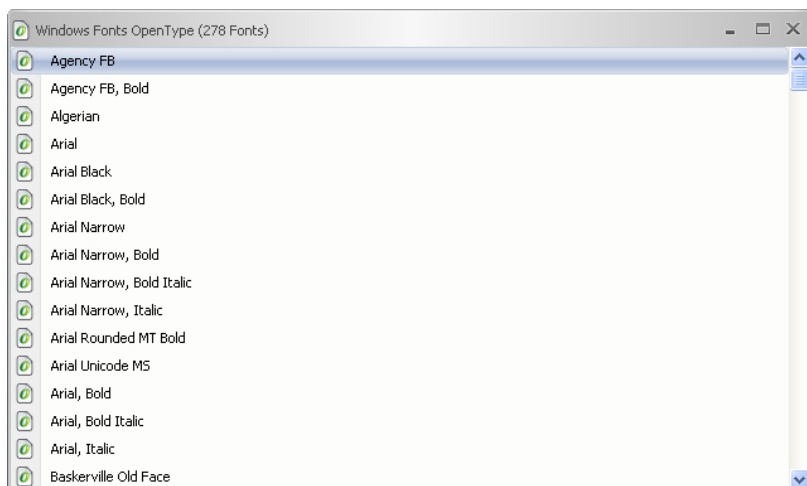 Windows Fonts OpenType (278 Fonts)
Agency FB
Agency FB, Bold
Algerian
Arial
Arial Black
Arial Black, Bold
Arial Narrow
Arial Narrow, Bold
Arial Narrow, Bold Italic
Arial Narrow, Italic
Arial Rounded MT Bold
Arial Unicode MS
Arial, Bold
Arial, Bold Italic
Arial, Italic
Baskerville Old Face